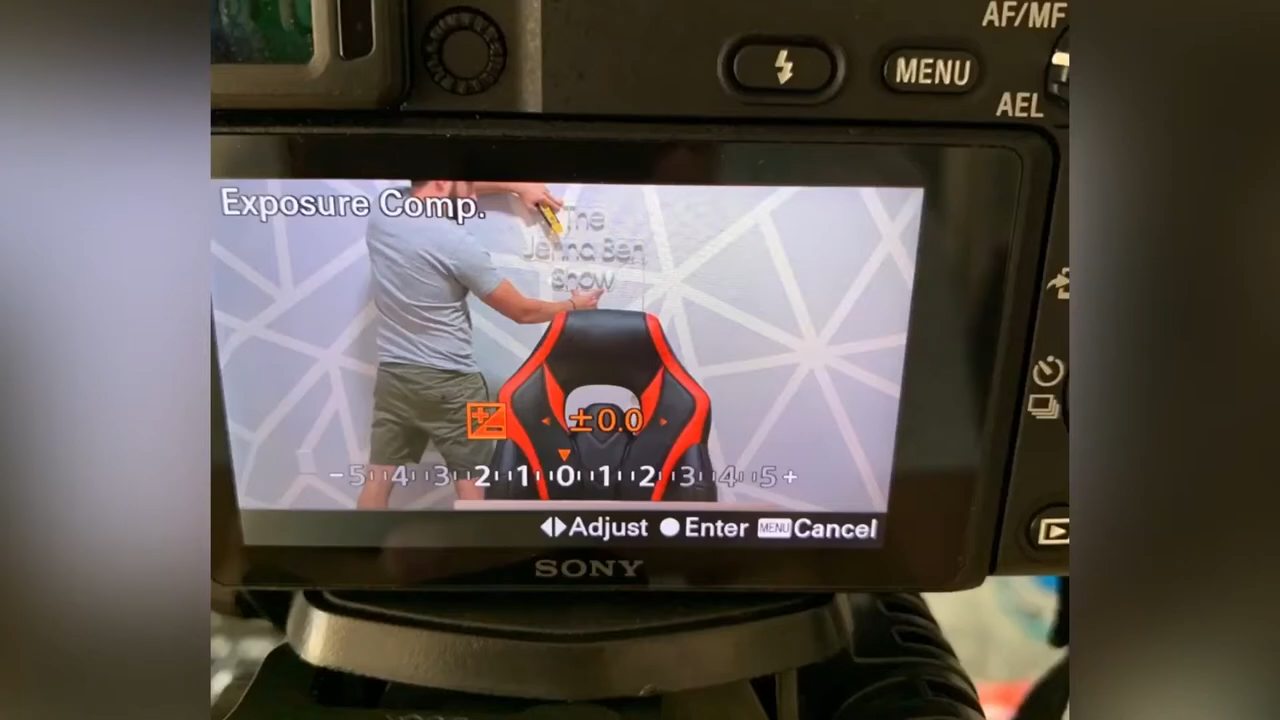 AF/MF
MENU
AEL
Exposure Comp.
The
Jenna Ben
Show
±0.0
-5 4 3 2 1 0 1 2 3 4 5+
Adjust Enter MENU Cancel
SONY